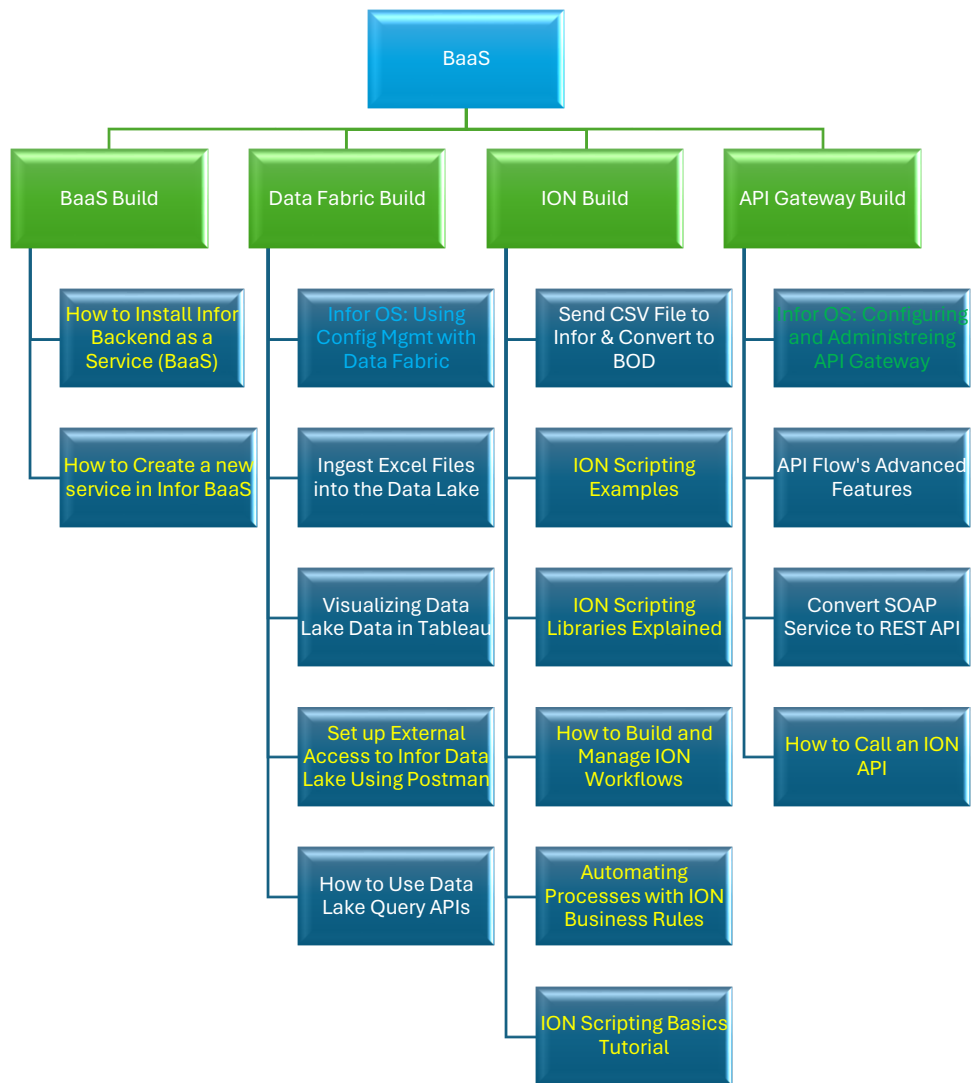 BaaS
BaaS Build
Data Fabric Build
ION Build
API Gateway Build
How to Install Infor
Backend as a
Service (BaaS)
How to Create a new
service in Infor BaaS
Infor OS: Using
Config Mgmt with
Data Fabric
Ingest Excel Files
into the Data Lake
Visualizing Data
Lake Data in Tableau
Set up External
Access to Infor Data
Lake Using Postman
How to Use Data
Lake Query APIs
Send CSV File to
Infor & Convert to
BOD
ION Scripting
Examples
ION Scripting
Libraries Explained
How to Build and
Manage ION
Workflows
Automating
Processes with ION
Business Rules
ION Scripting Basics
Tutorial
Infor OS: Configuring
and Administreing
API Gateway
API Flow's Advanced
Features
Convert SOAP
Service to REST API
How to Call an ION
API